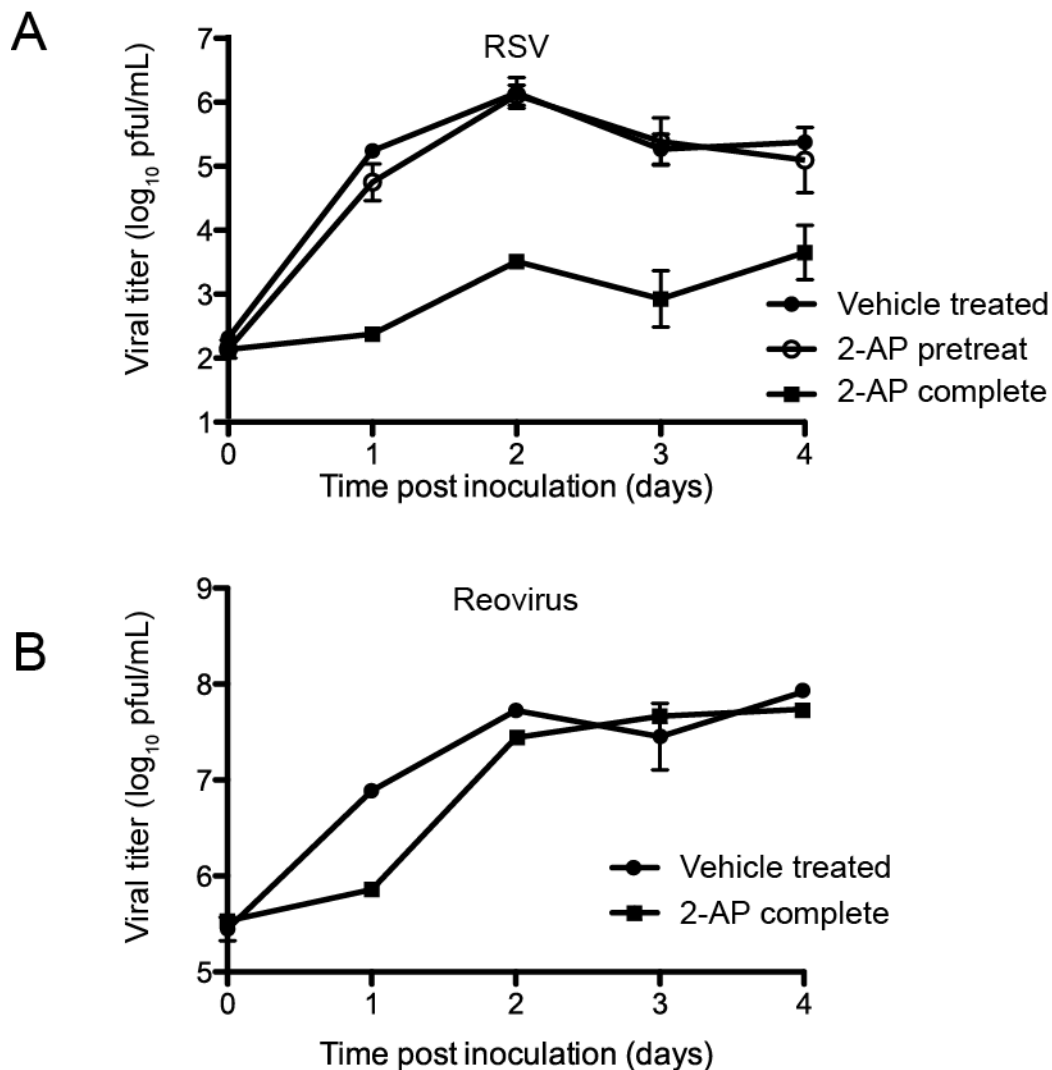 A
RSV
Viral titer (log10 pful/mL)
7
6
5
4
3
2
1
0 1 2 3 4
Time post inoculation (days)
Vehicle treated
2-AP pretreat
2-AP complete
B
Reovirus
Viral titer (log10 pful/mL)
9
8
7
6
5
0 1 2 3 4
Time post inoculation (days)
Vehicle treated
2-AP complete